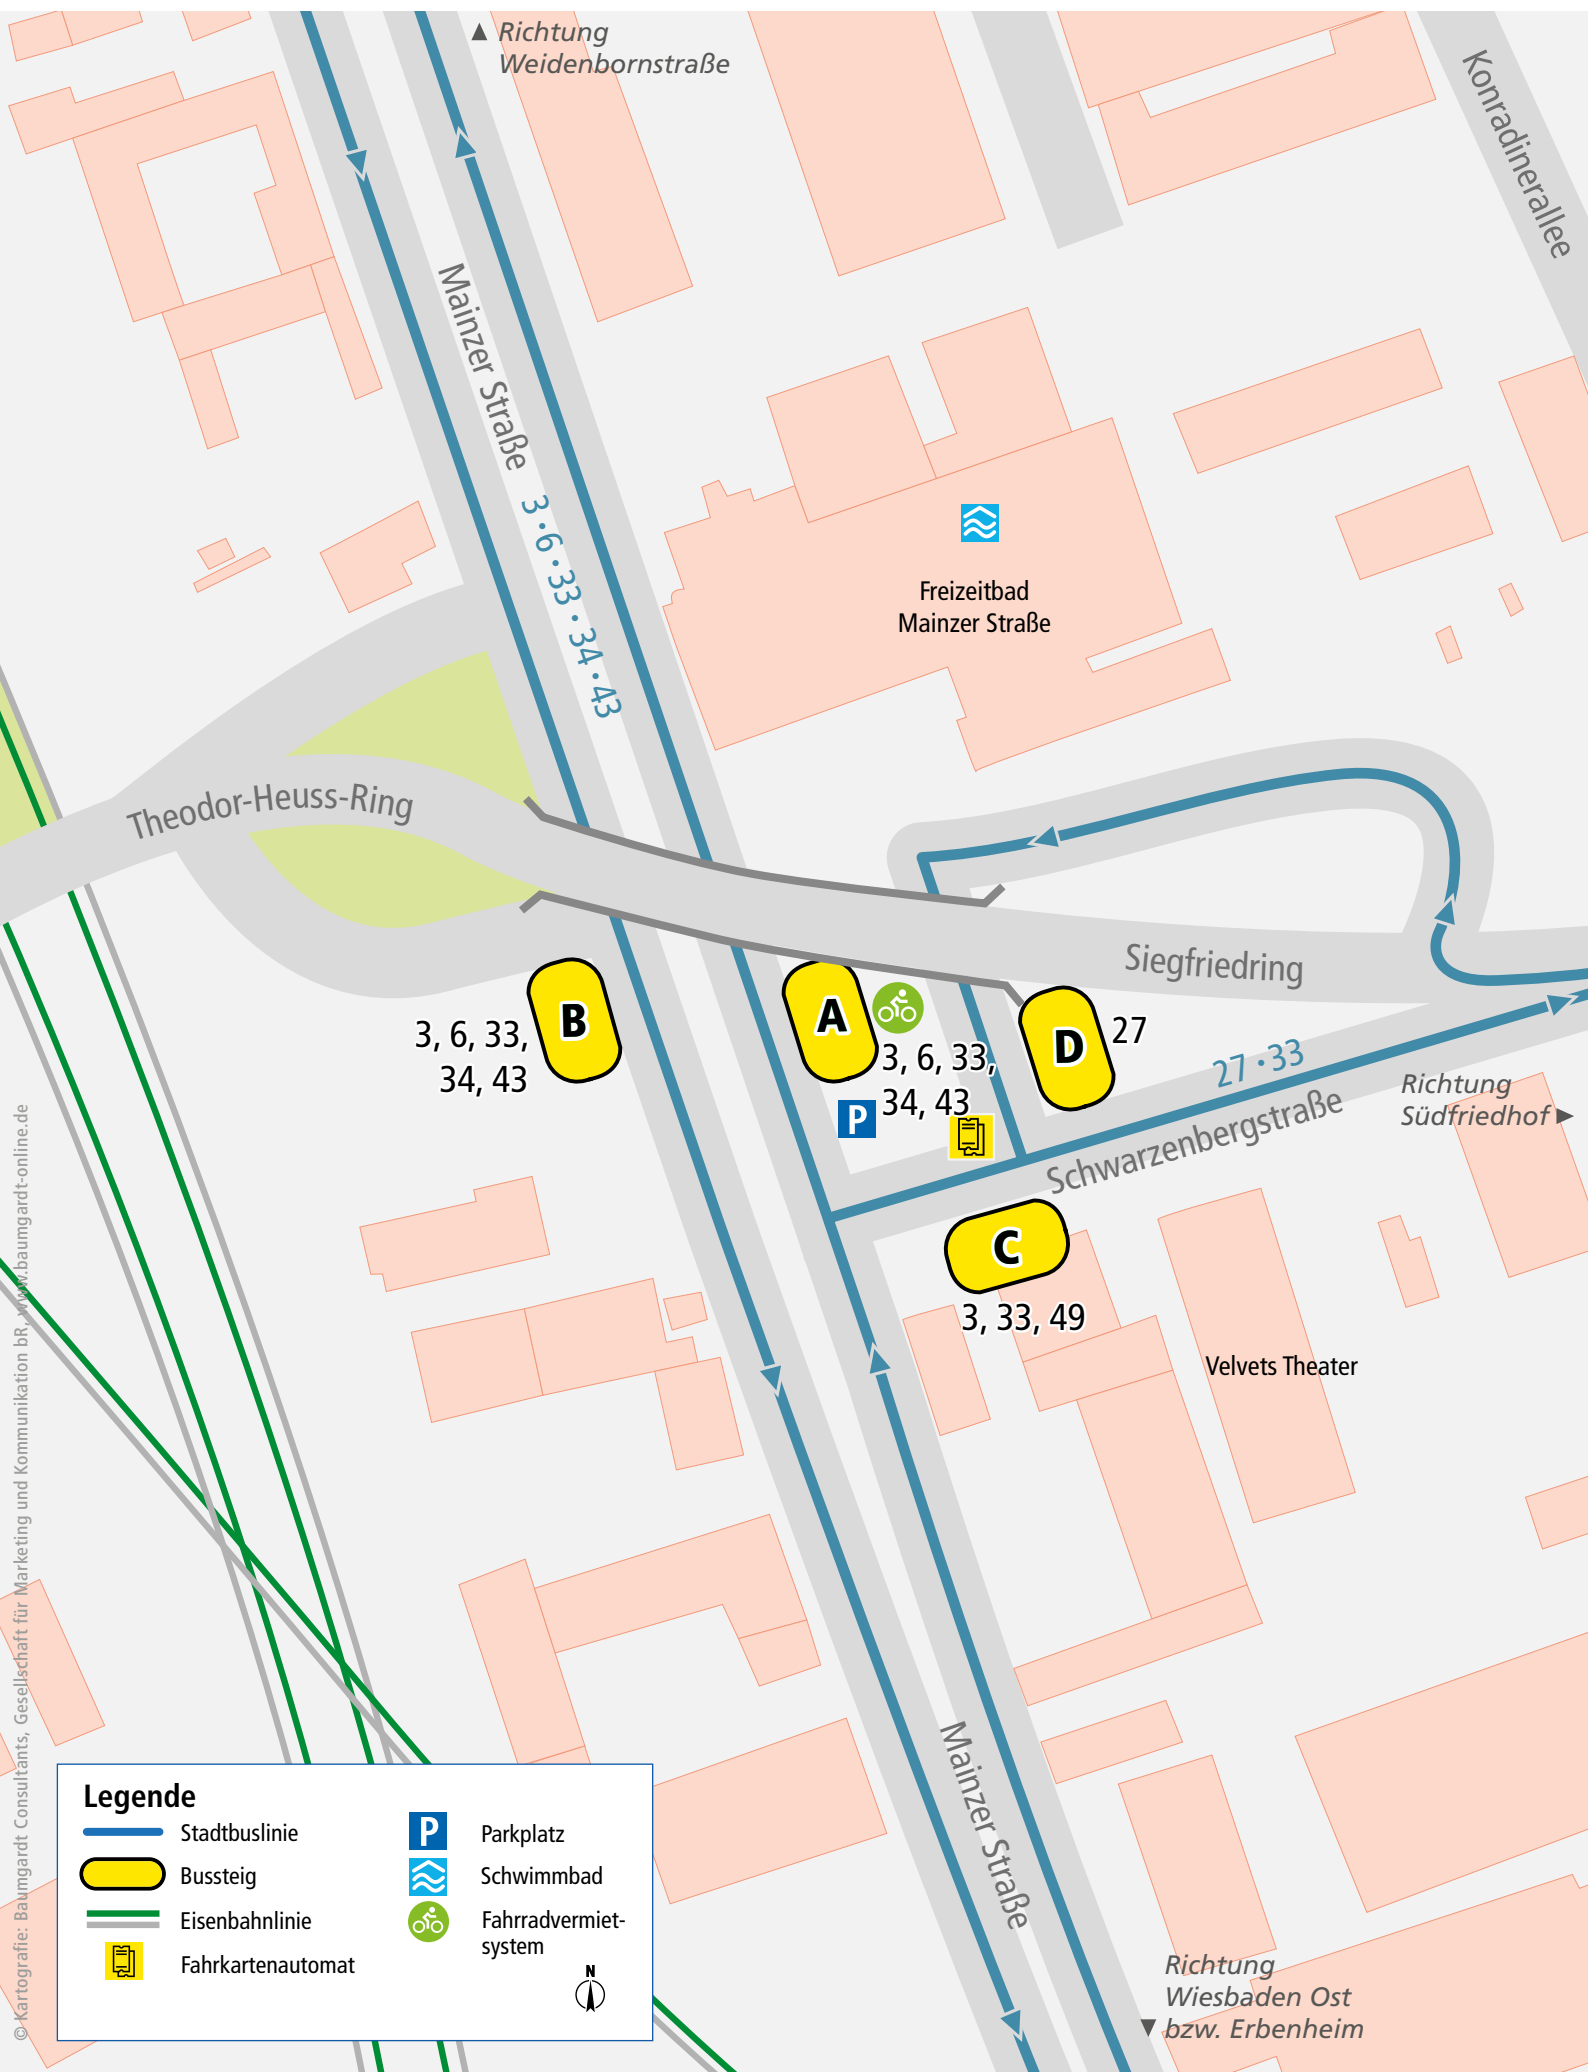 Richtung
Weidenbornstraße
Konradinerallee
Mainzer Straße
3 · 6 · 33 · 34 · 43
Freizeitbad
Mainzer Straße
Theodor-Heuss-Ring
Siegfriedring
B
3, 6, 33,
34, 43
A
3, 6, 33,
34, 43
P
D
27
27 · 33
Schwarzenbergstraße
Richtung
Südfriedhof
C
3, 33, 49
Velvets Theater
Mainzer Straße
Richtung
Wiesbaden Ost
bzw. Erbenheim
Legende
Stadtbuslinie
Bussteig
Eisenbahnlinie
Fahrkartenautomat
P
Parkplatz
Schwimmbad
Fahrradvermiet-
system
N
© Kartografie: Baumgardt Consultants, Gesellschaft für Marketing und Kommunikation bR, www.baumgardt-online.de